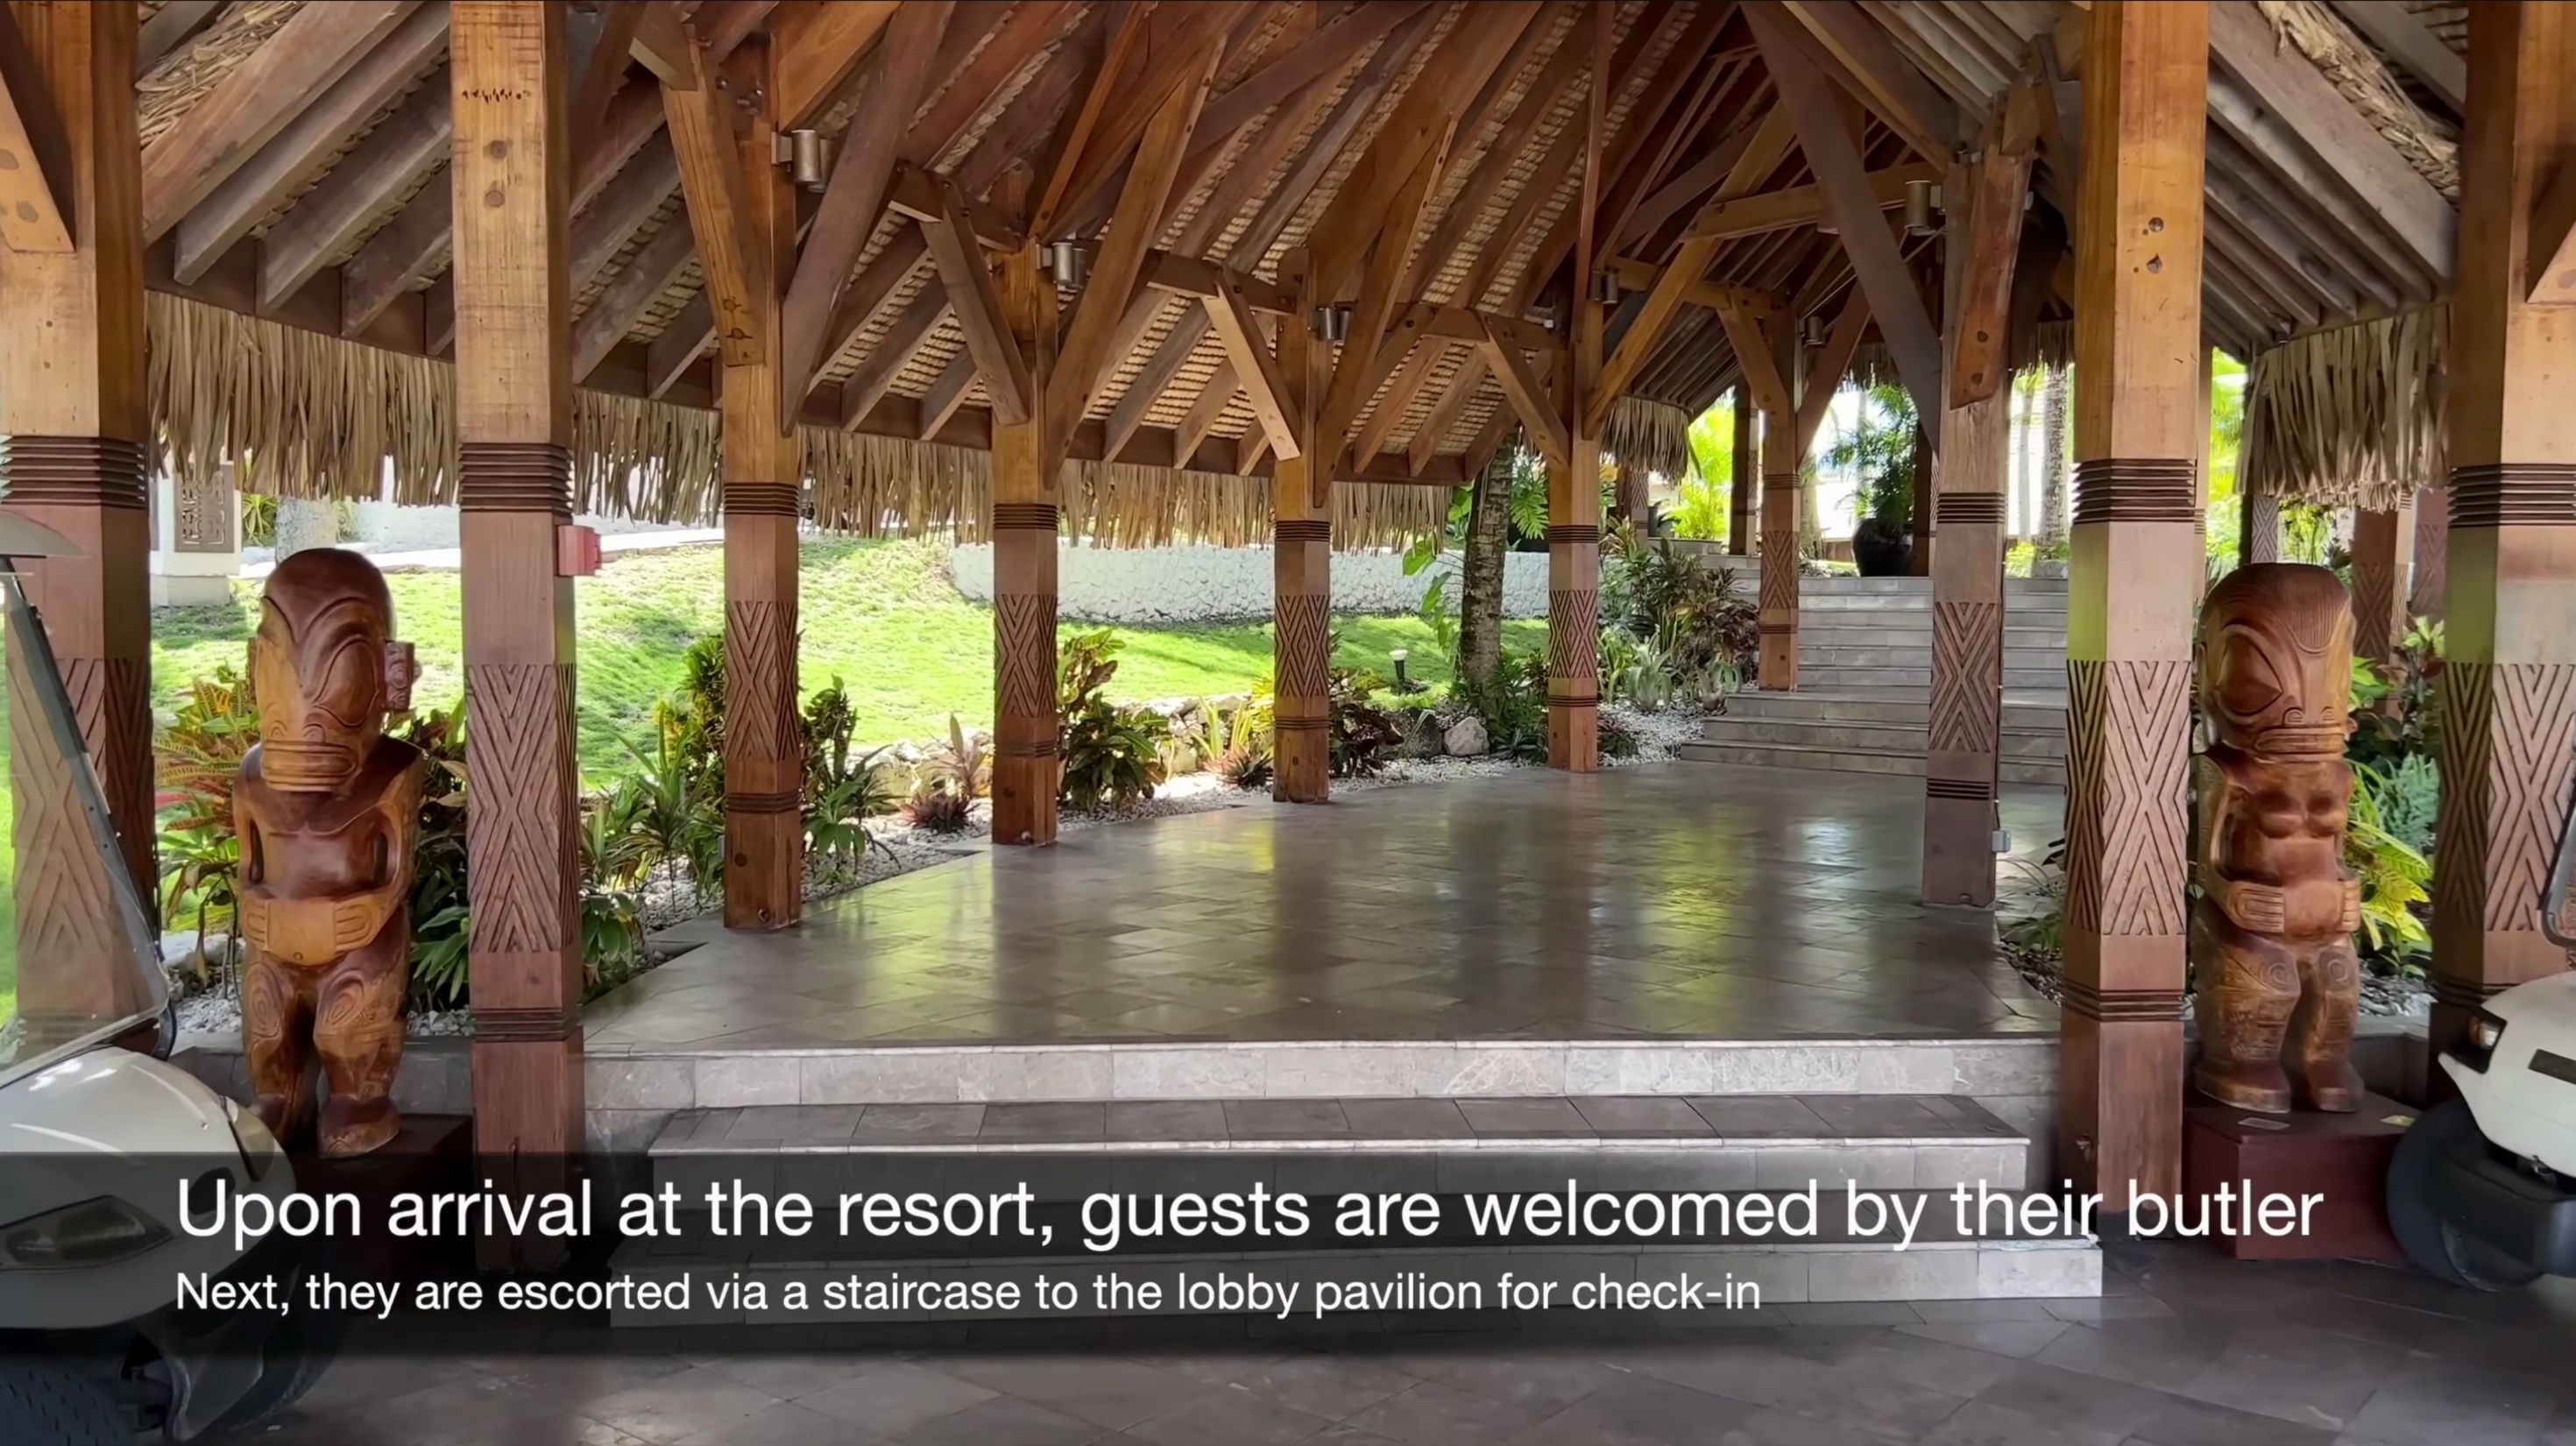 Upon arrival at the resort, guests are welcomed by their butler
Next, they are escorted via a staircase to the lobby pavilion for check-in